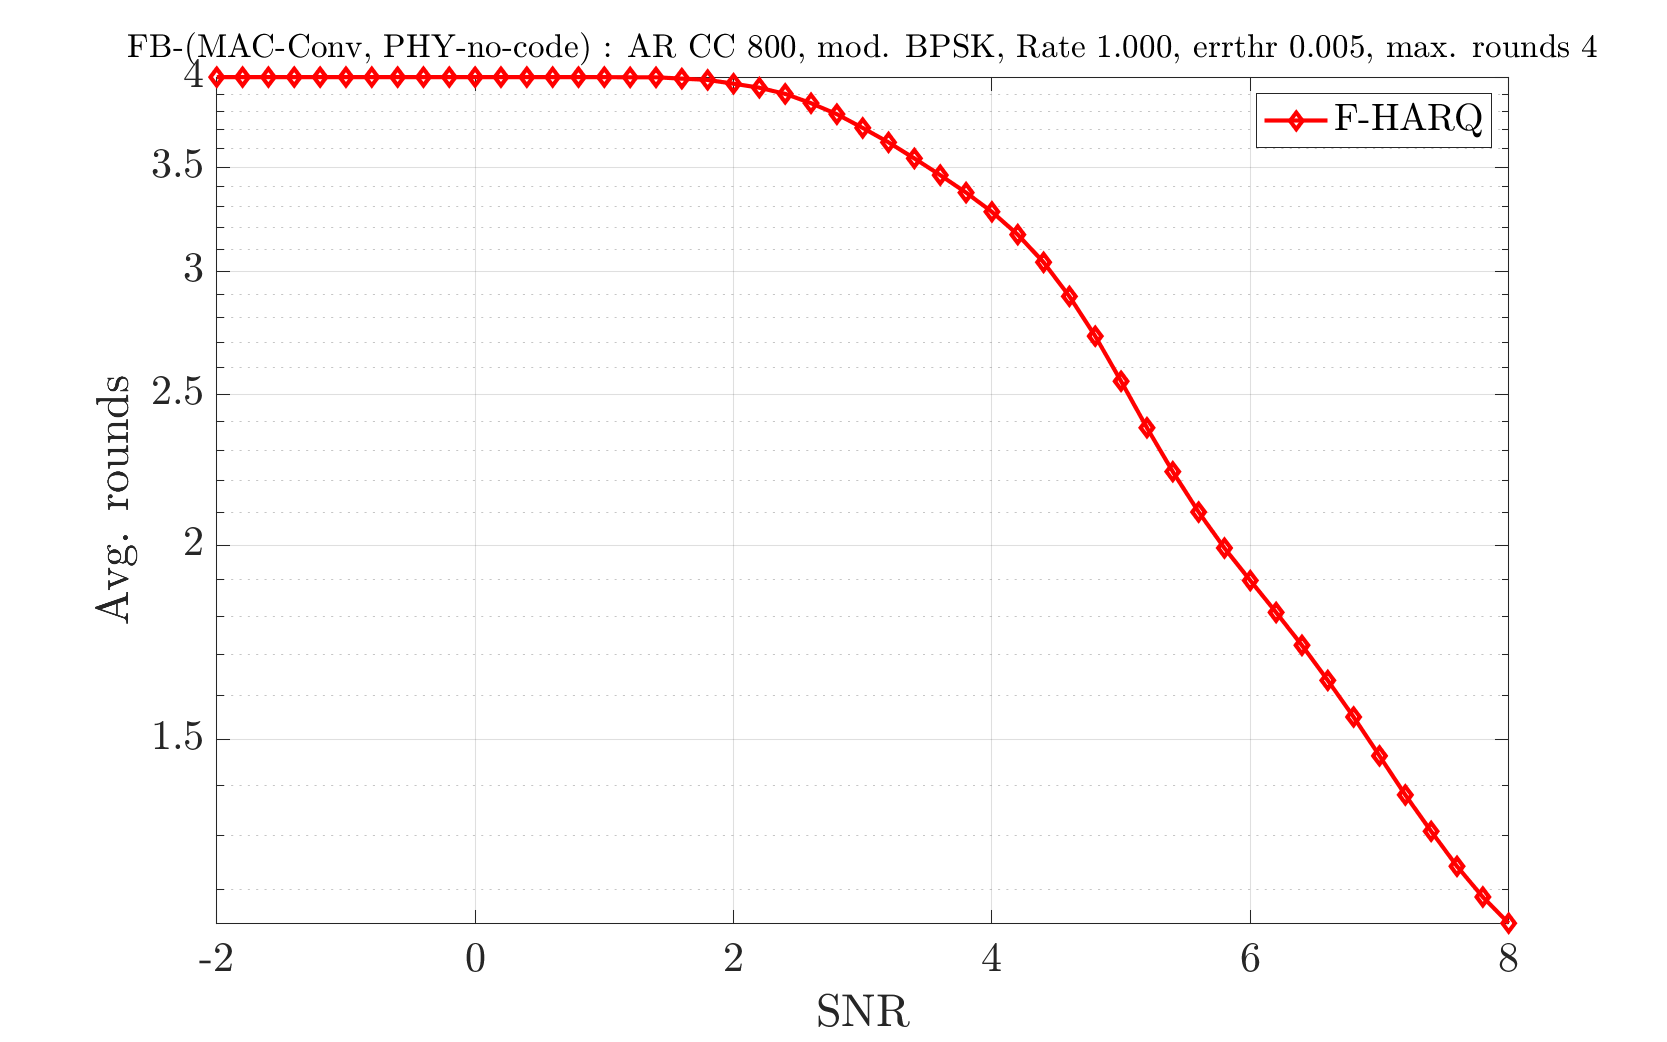 FB-(MAC-Conv, PHY-no-code) : AR CC 800, mod. BPSK, Rate 1.000, errthr 0.005, max. rounds 4
F-HARQ
4
3.5
3
2.5
2
1.5
Avg. rounds
-2 0 2 4 6 8
SNR